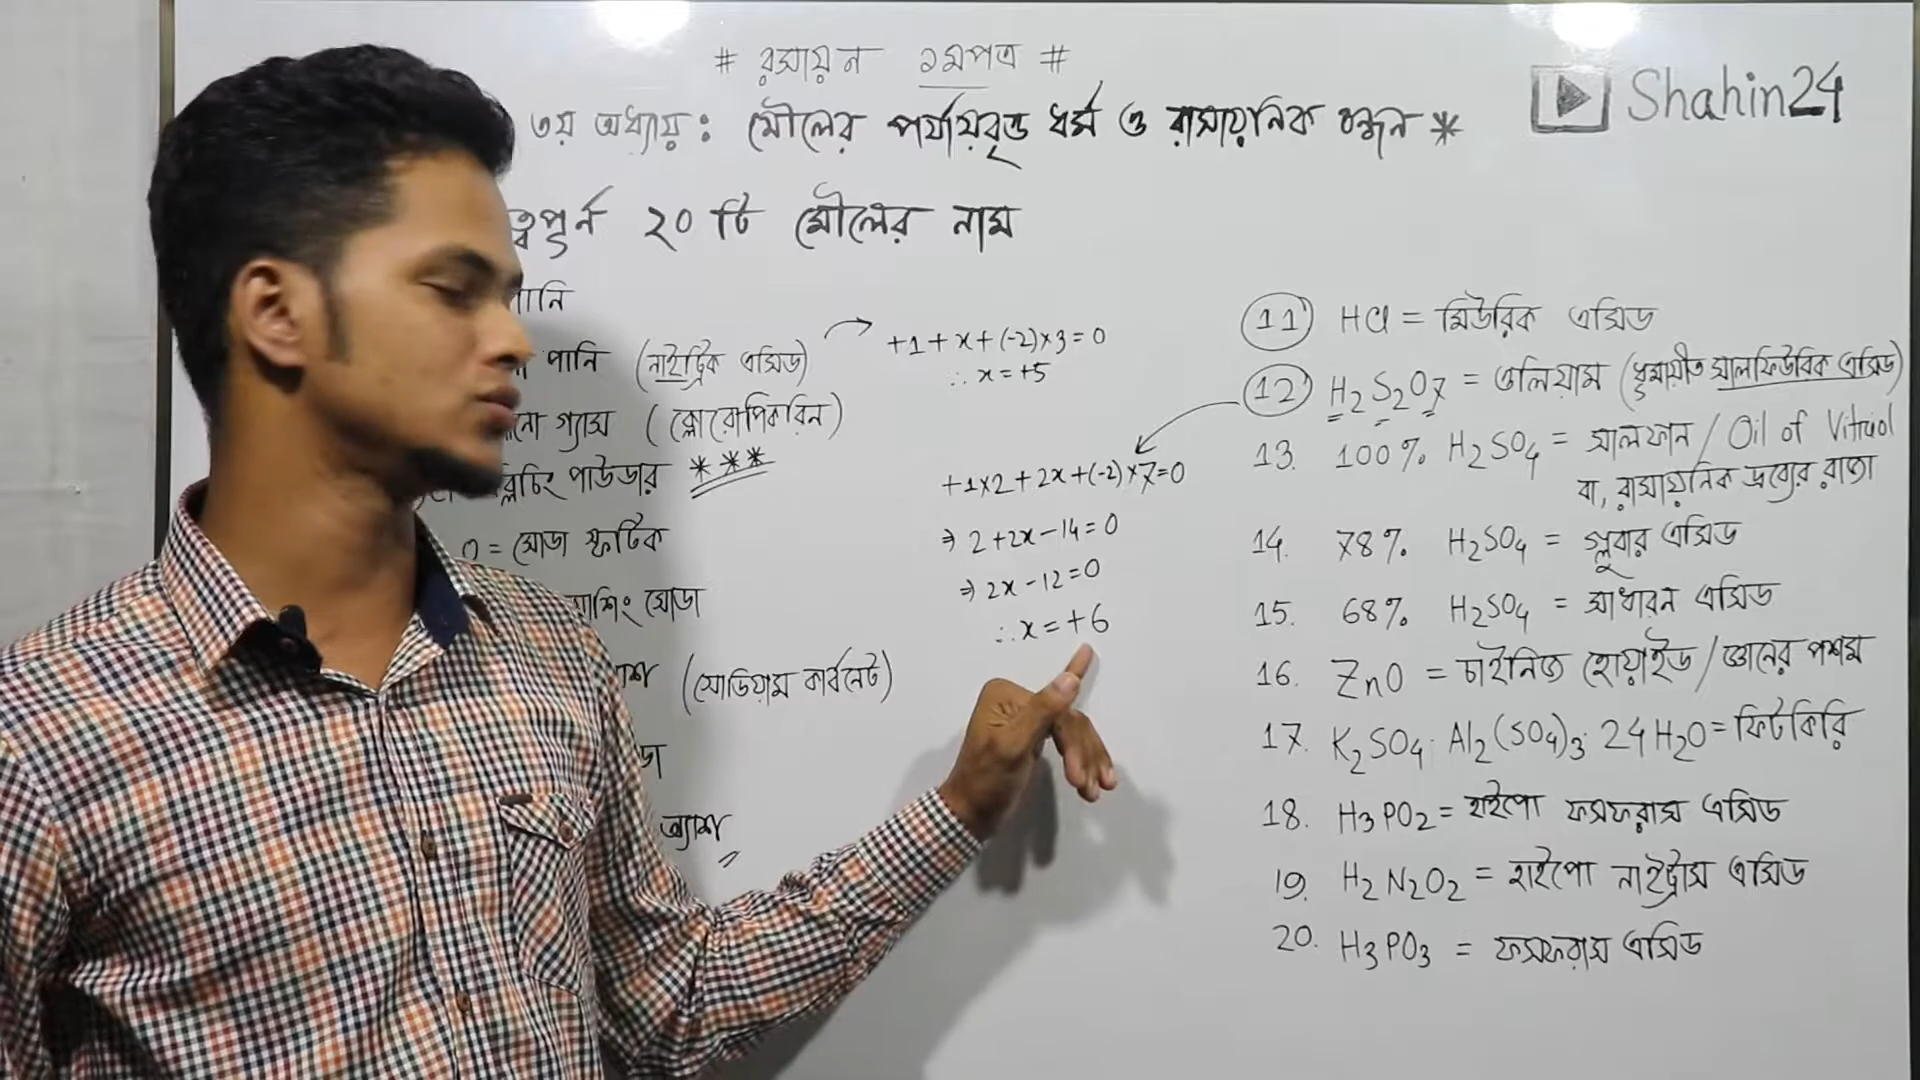 # রসায়ন ১মপত্র #
Shahin24
৩য় অধ্যায়: মৌলের পর্যায়বৃত্ত ধর্ম ও রাসায়নিক বন্ধন *
ত্বপূর্ন ২০ টি মৌলের নাম
পানি
পানি (নাইট্রিক এসিড)
নো গ্যাস (ক্লোরোপিকরিন)
ব্লিচিং পাউডার ***
0 = সোডা স্ফটিক
য়াশিং সোডা
্যাশ (সোডিয়াম কার্বনেট)
ডা
অ্যাশ
+1 + x + (-2)×3 = 0
∴ x = +5
+1×2 + 2x + (-2)×7 = 0
⇒ 2 + 2x - 14 = 0
⇒ 2x - 12 = 0
∴ x = +6
11 HCl = মিউরিক এসিড
12 H2S2O7 = ওলিয়াম (ধূমায়ীত সালফিউরিক এসিড)
13. 100% H2SO4 = সালফান / Oil of Vitriol
বা, রাসায়নিক দ্রব্যের রাজা
14. 78% H2SO4 = গ্লুবার এসিড
15. 68% H2SO4 = সাধারন এসিড
16. ZnO = চাইনিজ হোয়াইড / জ্ঞানের পশম
17. K2SO4. Al2(SO4)3. 24H2O = ফিটকিরি
18. H3PO2 = হাইপো ফসফরাস এসিড
19. H2N2O2 = হাইপো নাইট্রাস এসিড
20. H3PO3 = ফসফরাস এসিড